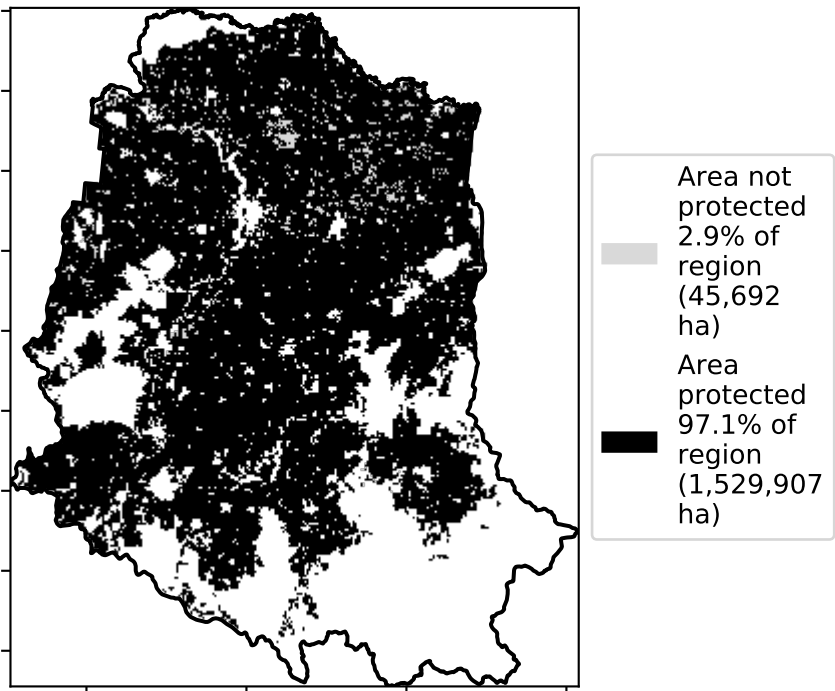 Area not
protected
2.9% of
region
(45,692
ha)
Area
protected
97.1% of
region
(1,529,907
ha)